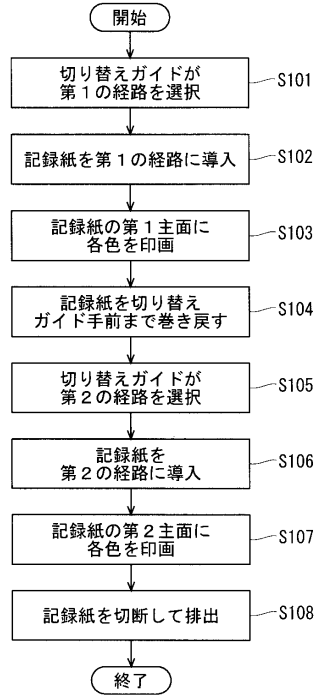 開始
切り替えガイドが
第1の経路を選択
S101
記録紙を第1の経路に導入
S102
記録紙の第1主面に
各色を印画
S103
記録紙を切り替え
ガイド手前まで巻き戻す
S104
切り替えガイドが
第2の経路を選択
S105
記録紙を
第2の経路に導入
S106
記録紙の第2主面に
各色を印画
S107
記録紙を切断して排出
S108
終了